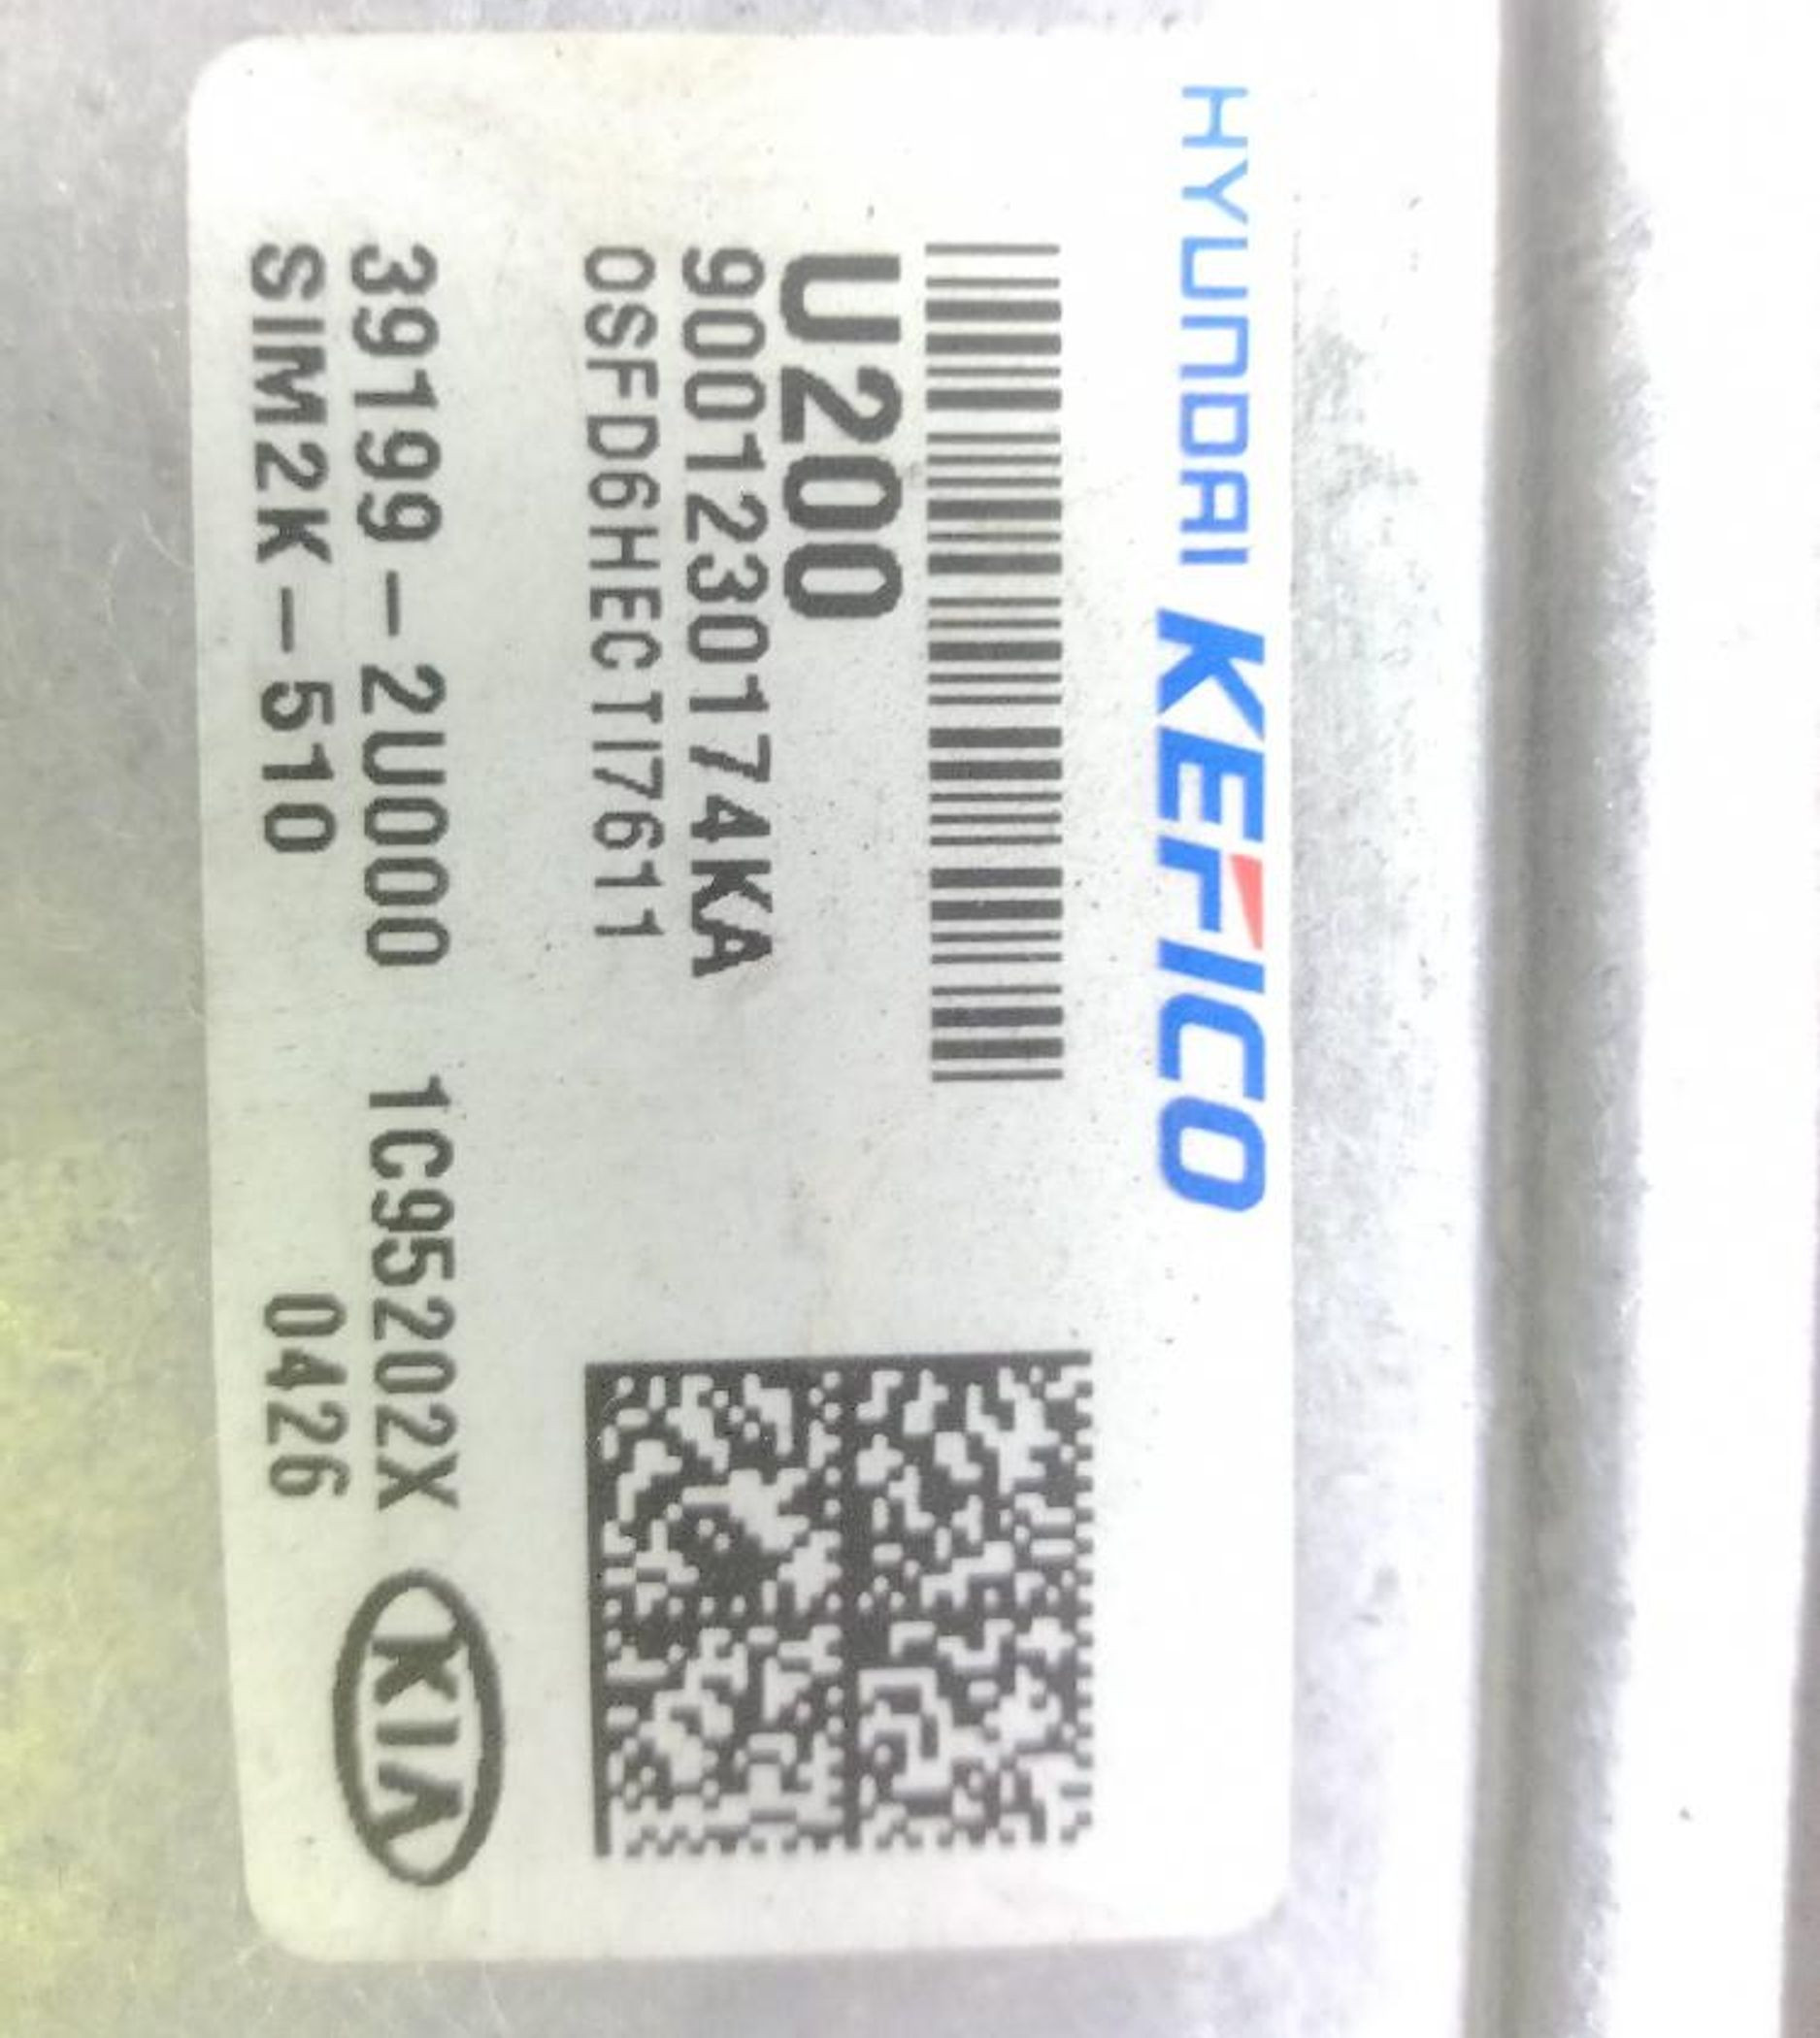 HYUNDAI KEFICO
U200
9001230174KA
OSFD6HECTI7611
39199-2U000 1C95202X KIA
SIM2K-510 0426